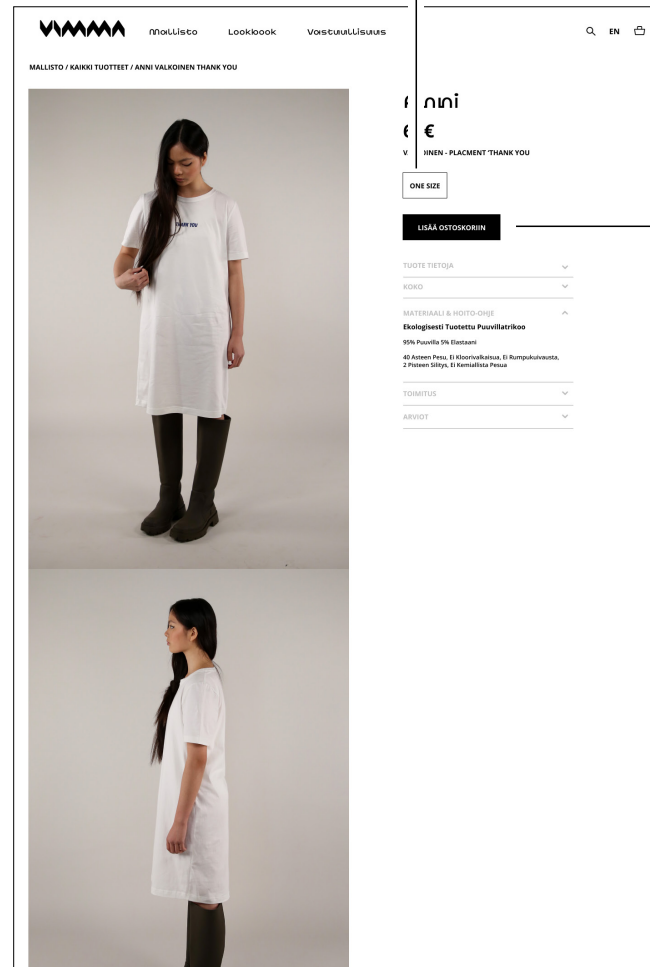 VIMMA
Mallisto Lookbook Vastuullisuus
EN
MALLISTO / KAIKKI TUOTTEET / ANNI VALKOINEN THANK YOU
THANK YOU
€
PLACMENT 'THANK YOU
ONE SIZE
LISÄÄ OSTOSKORIIN
TUOTE TIETOJA
KOKO
MATERIAALI & HOITO-OHJE
Ekologisesti Tuotettu Puuvillatrikoo
95% Puuvilla 5% Elastaani
40 Asteen Pesu, Ei Kloorivalkaisua, Ei Rumpukuivausta,
2 Pisteen Silitys, Ei Kemiallista Pesua
TOIMITUS
ARVIOT